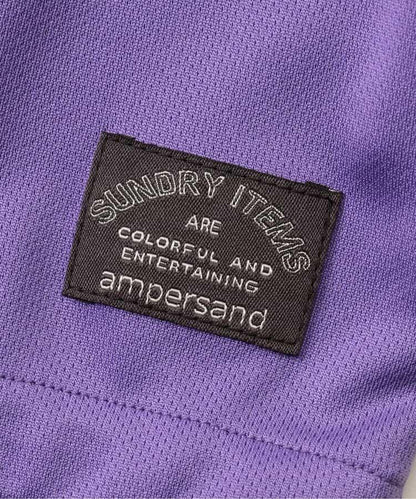 SUNDRY ITEMS
ARE
COLORFUL AND
ENTERTAINING
ampersand